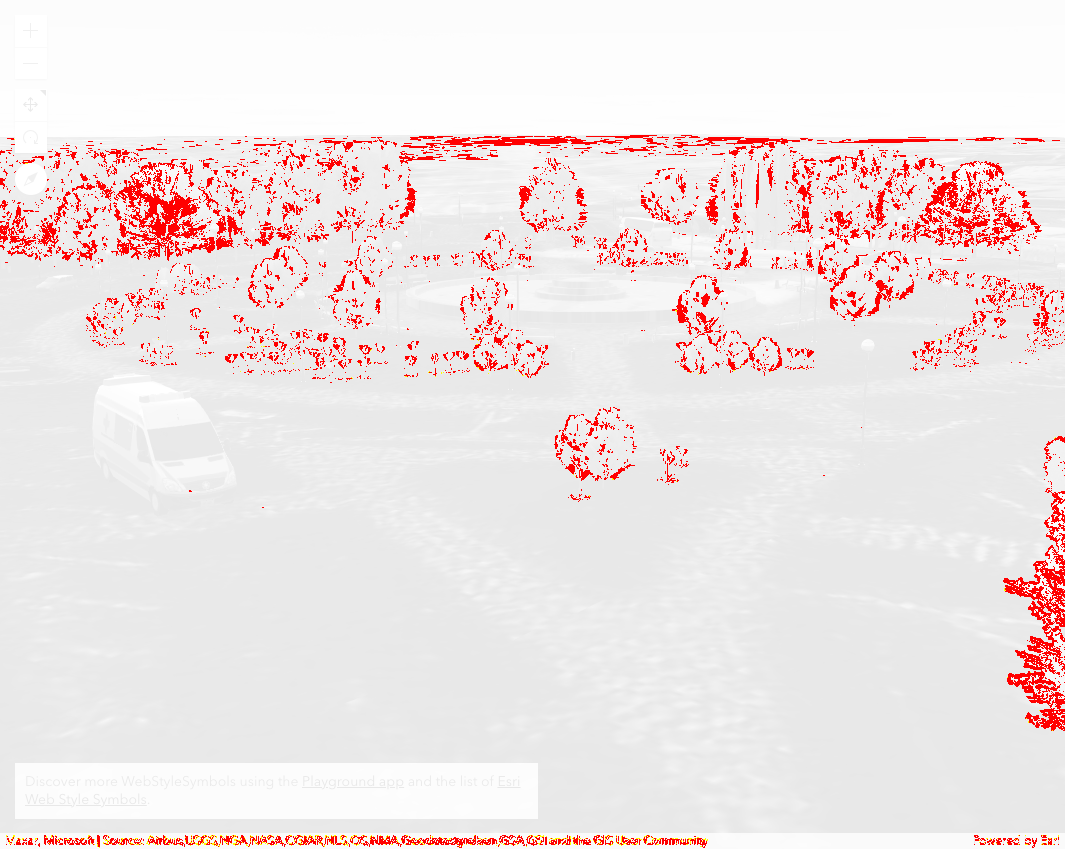 Discover more WebStyleSymbols using the Playground app and the list of Esri
Web Style Symbols
Microsoft | Source: Airbus,USGS,NGA,NASA,CGIAR,NLS,OS,NMA,Geodatastyrelsen,GSA,GSI and the GIS User Community
Powered by Esri